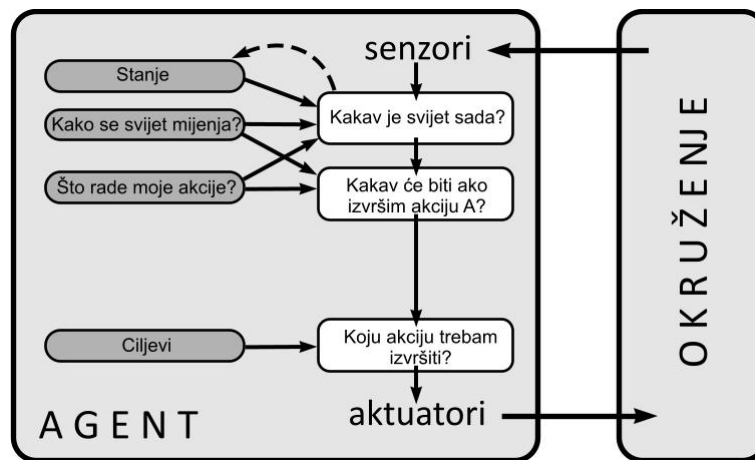 senzori
Stanje
Kako se svijet mijenja?
Kakav je svijet sada?
Što rade moje akcije?
Kakav će biti ako
izvršim akciju A?
Ciljevi
Koju akciju trebam
izvršiti?
aktuatori
AGENT
OKRUŽENJE